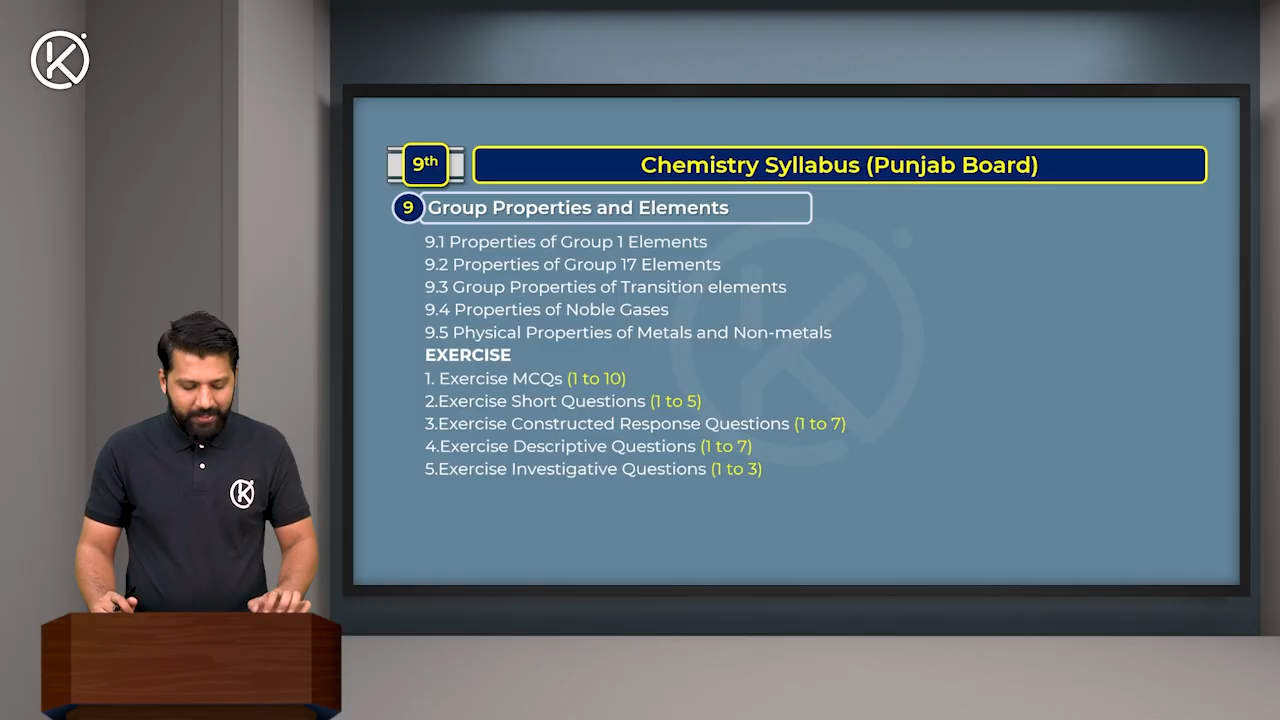 K
9th
Chemistry Syllabus (Punjab Board)
9
Group Properties and Elements
9.1 Properties of Group 1 Elements
9.2 Properties of Group 17 Elements
9.3 Group Properties of Transition elements
9.4 Properties of Noble Gases
9.5 Physical Properties of Metals and Non-metals
EXERCISE
1. Exercise MCQs (1 to 10)
2.Exercise Short Questions (1 to 5)
3.Exercise Constructed Response Questions (1 to 7)
4.Exercise Descriptive Questions (1 to 7)
5.Exercise Investigative Questions (1 to 3)
K